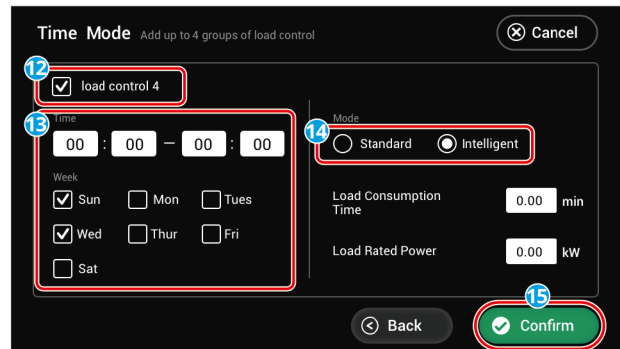 Time Mode Add up to 4 groups of load control
Cancel
12
load control 4
13
Time
00 : 00 — 00 : 00
Week
Sun Mon Tues
Wed Thur Fri
Sat
Mode
14
Standard Intelligent
Load Consumption
Time
0.00 min
Load Rated Power 0.00 kW
15
Back Confirm